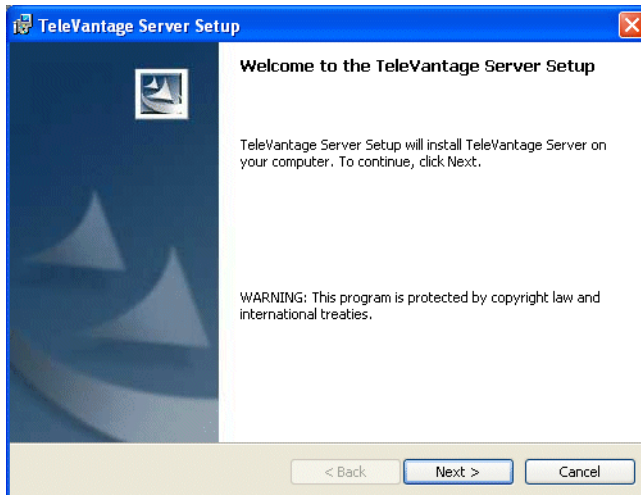 TeleVantage Server Setup
Welcome to the TeleVantage Server Setup
TeleVantage Server Setup will install TeleVantage Server on
your computer. To continue, click Next.
WARNING: This program is protected by copyright law and
international treaties.
< Back Next > Cancel